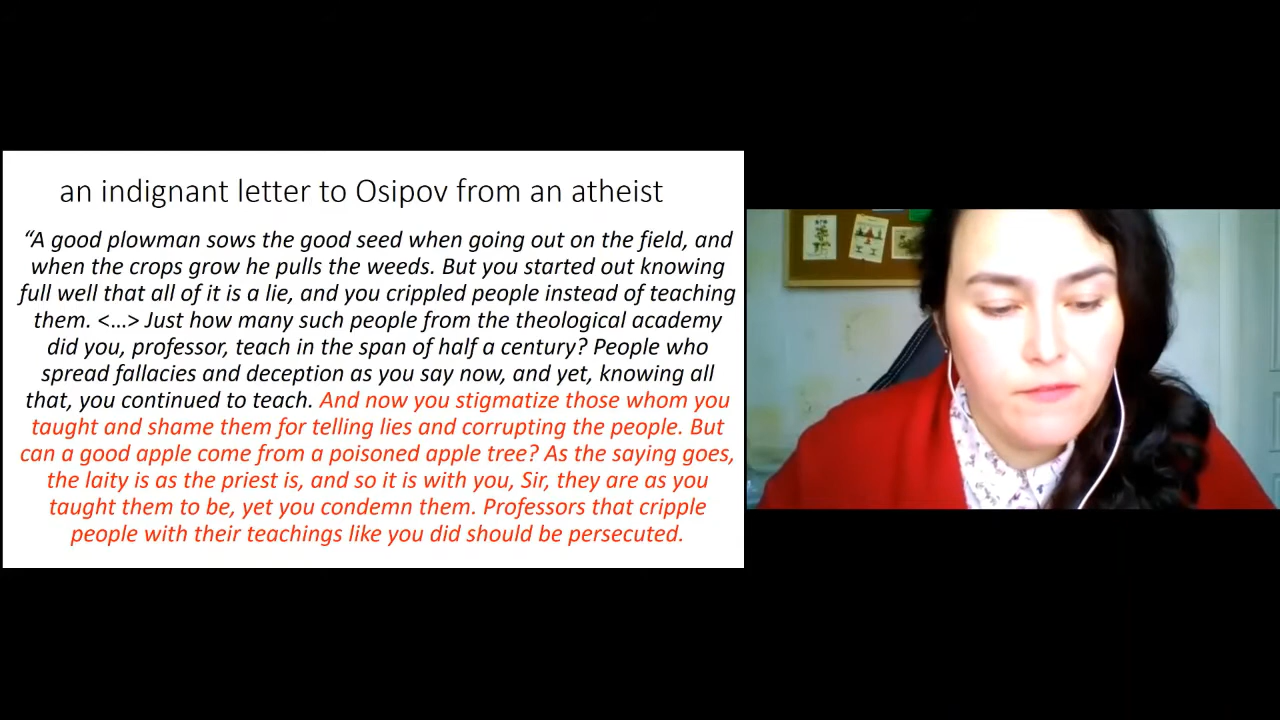 an indignant letter to Osipov from an atheist
“A good plowman sows the good seed when going out on the field, and
when the crops grow he pulls the weeds. But you started out knowing
full well that all of it is a lie, and you crippled people instead of teaching
them. <...> Just how many such people from the theological academy
did you, professor, teach in the span of half a century? People who
spread fallacies and deception as you say now, and yet, knowing all
that, you continued to teach. And now you stigmatize those whom you
taught and shame them for telling lies and corrupting the people. But
can a good apple come from a poisoned apple tree? As the saying goes,
the laity is as the priest is, and so it is with you, Sir, they are as you
taught them to be, yet you condemn them. Professors that cripple
people with their teachings like you did should be persecuted.